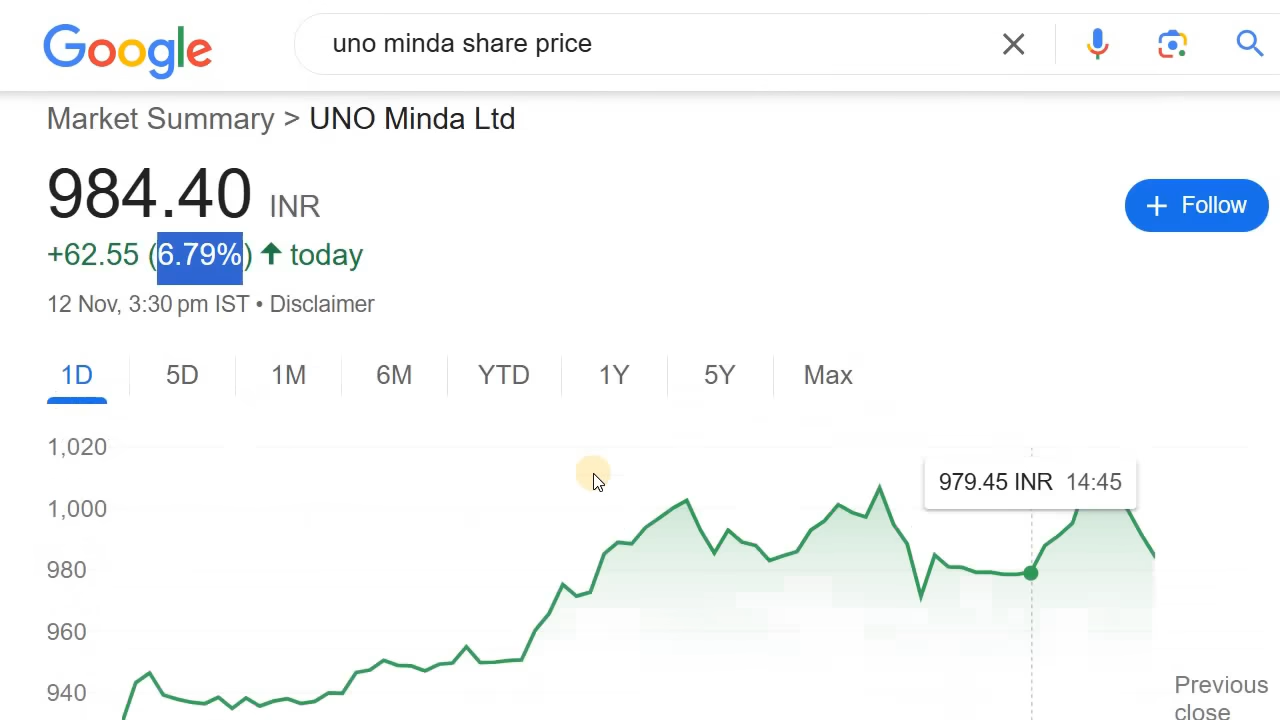 Google
uno minda share price
Market Summary > UNO Minda Ltd
984.40 INR
+ Follow
+62.55 (6.79%) ↑ today
12 Nov, 3:30 pm IST • Disclaimer
1D 5D 1M 6M YTD 1Y 5Y Max
1,020
979.45 INR 14:45
1,000
980
960
940
Previous
close